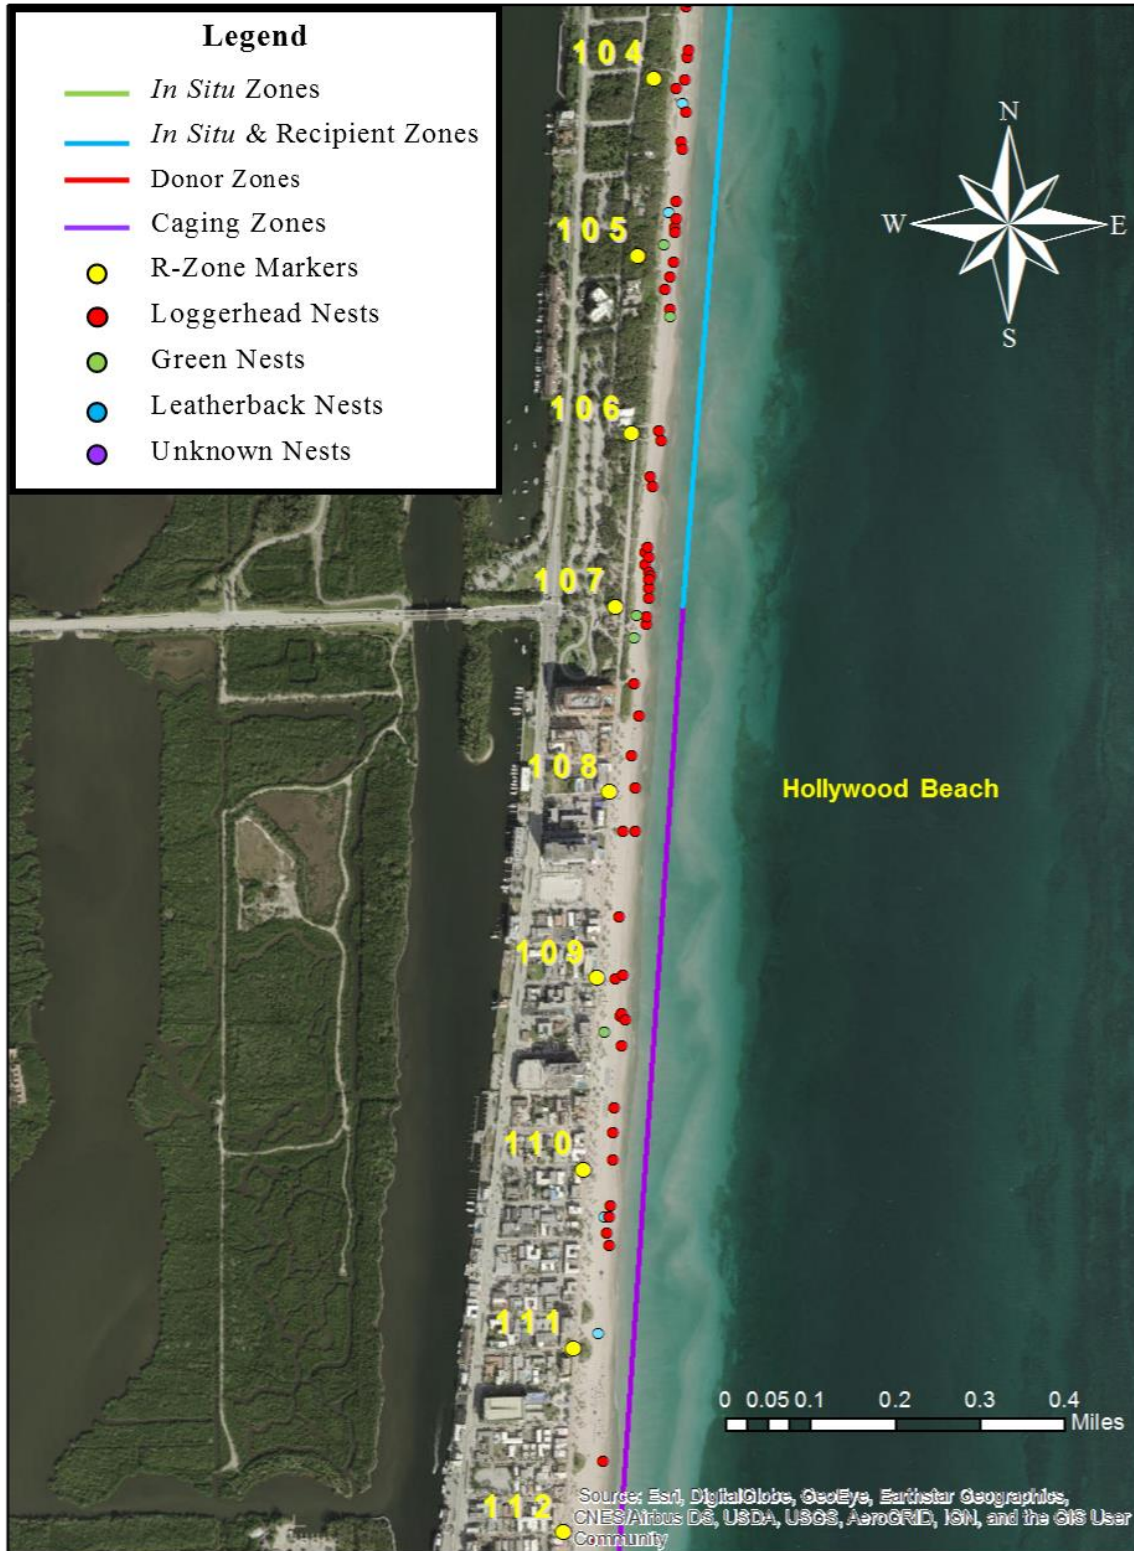 Legend
In Situ Zones
In Situ & Recipient Zones
Donor Zones
Caging Zones
R-Zone Markers
Loggerhead Nests
Green Nests
Leatherback Nests
Unknown Nests
104
N
W
E
S
105
106
107
108
Hollywood Beach
109
110
111
0 0.05 0.1 0.2 0.3 0.4
Miles
112
Source: Esri, DigitalGlobe, GeoEye, Earthstar Geographics,
CNES/Airbus DS, USDA, USGS, AeroGRID, IGN, and the GIS User
Community